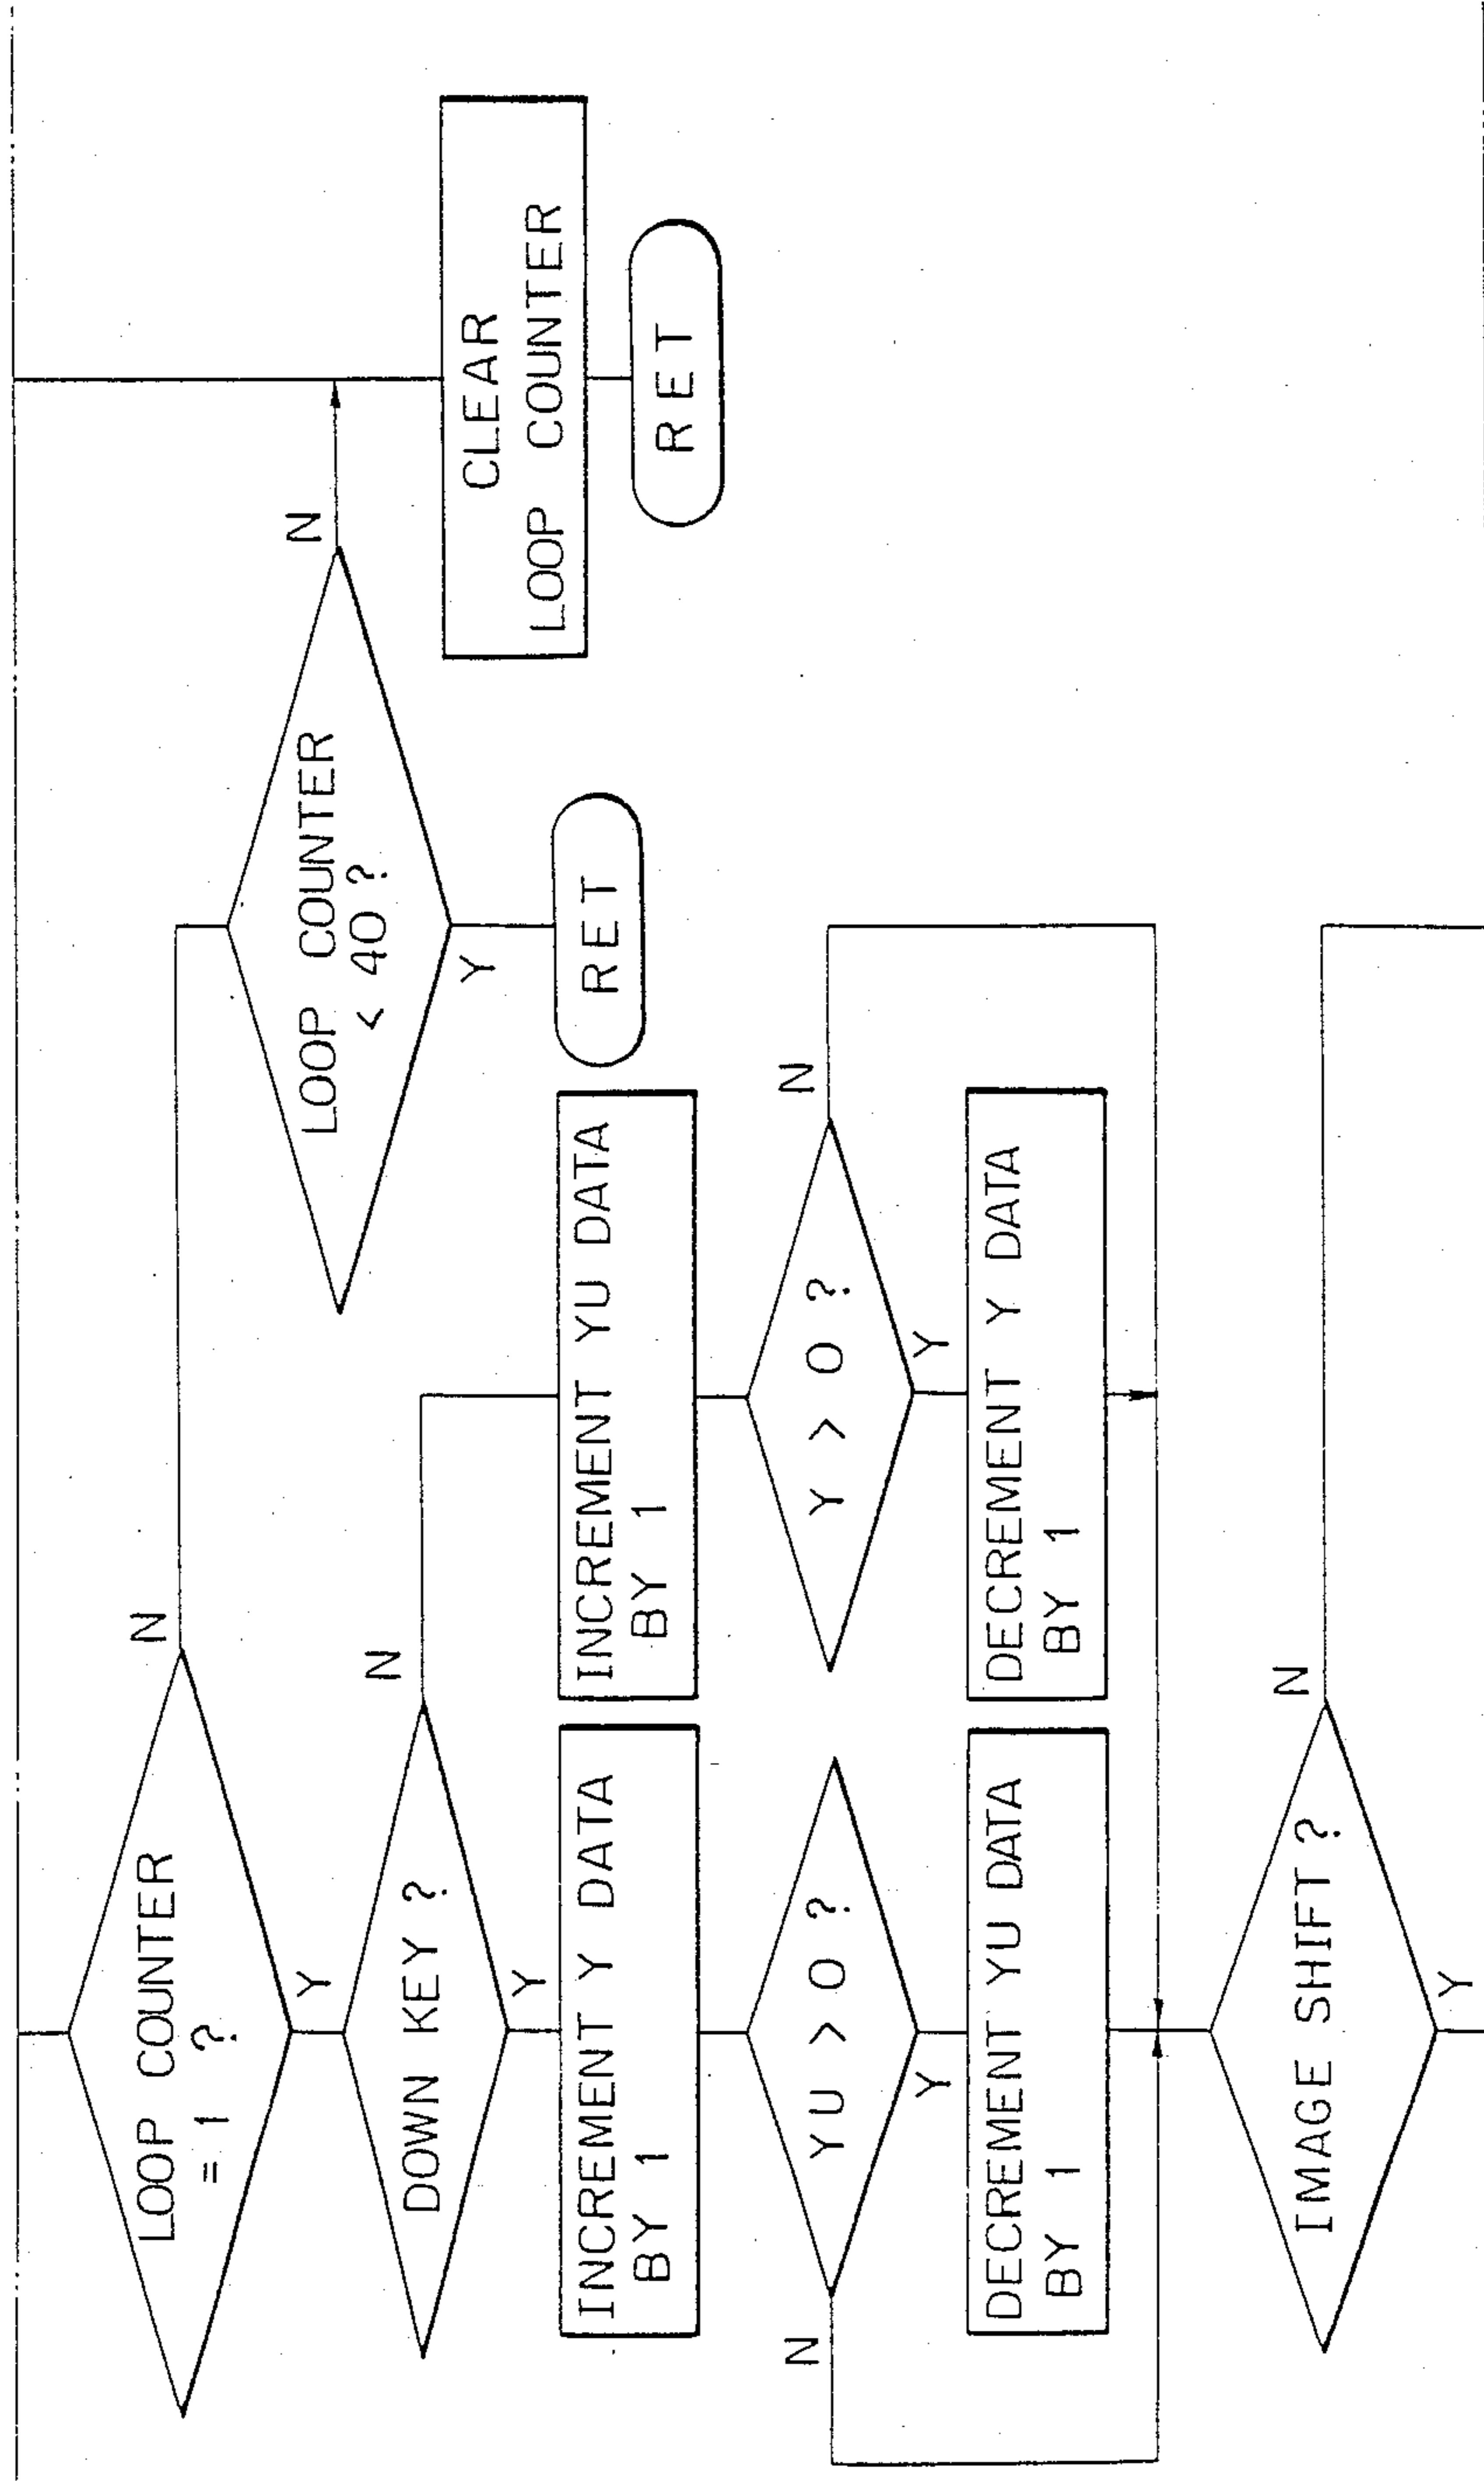 LOOP COUNTER
= 1 ?
N
Y
LOOP COUNTER
< 40 ?
N
Y
RET
CLEAR
LOOP COUNTER
RET
DOWN KEY ?
N
Y
INCREMENT Y DATA
BY 1
INCREMENT YU DATA
BY 1
YU > 0 ?
N
Y
Y > 0 ?
N
Y
DECREMENT YU DATA
BY 1
DECREMENT Y DATA
BY 1
IMAGE SHIFT ?
N
Y